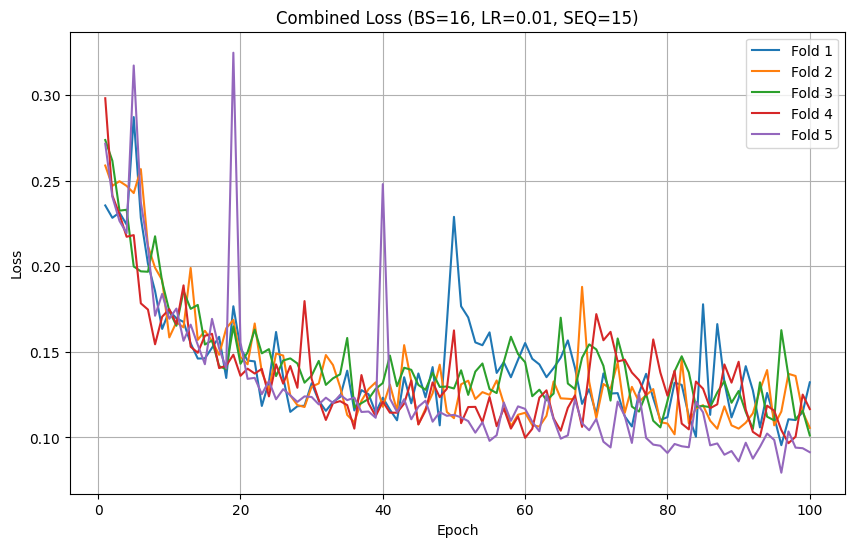 Combined Loss (BS=16, LR=0.01, SEQ=15)
Fold 1
Fold 2
Fold 3
Fold 4
Fold 5
Loss
0.30
0.25
0.20
0.15
0.10
0
20
40
60
80
100
Epoch